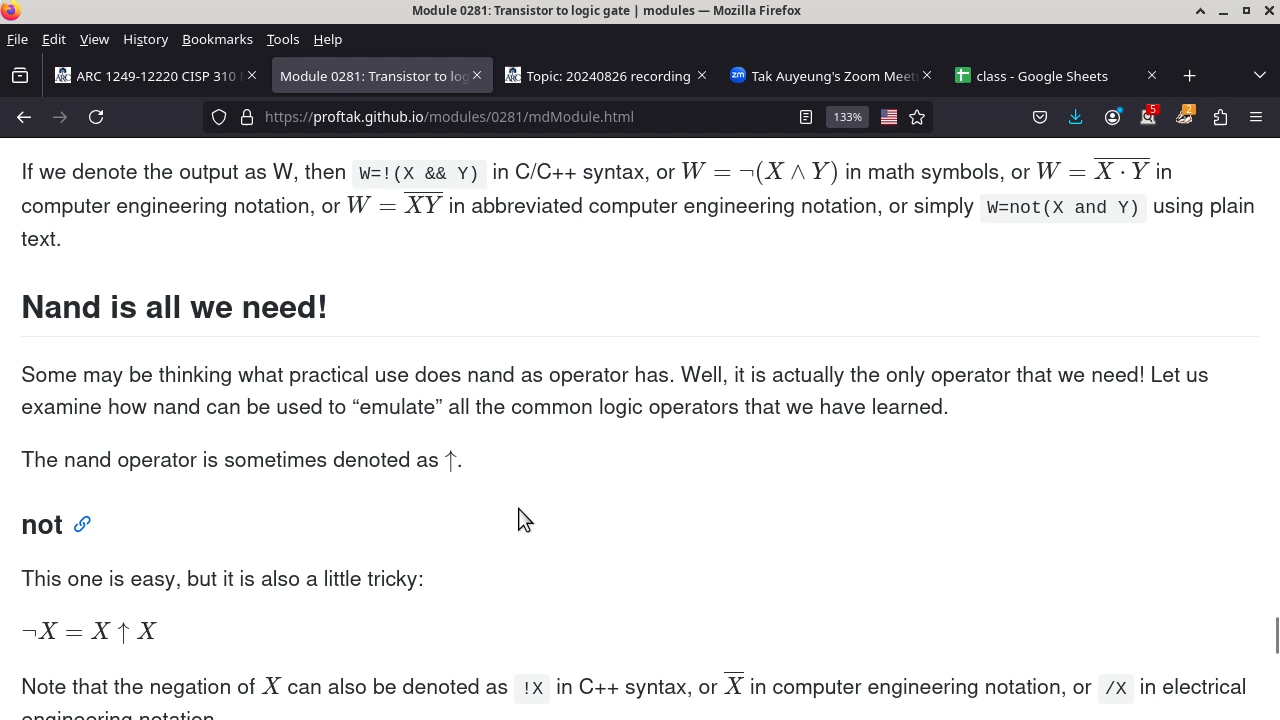 Module 0281: Transistor to logic gate | modules — Mozilla Firefox
File Edit View History Bookmarks Tools Help
ARC 1249-12220 CISP 310 Module 0281: Transistor to log Topic: 20240826 recording Tak Auyeung's Zoom Meet class - Google Sheets
https://proftak.github.io/modules/0281/mdModule.html 133% 5 2
If we denote the output as W, then W=!(X && Y) in C/C++ syntax, or W = ¬(X ∧ Y) in math symbols, or W = \overline{X · Y} in
computer engineering notation, or W = \overline{XY} in abbreviated computer engineering notation, or simply W=not(X and Y) using plain
text.
Nand is all we need!
Some may be thinking what practical use does nand as operator has. Well, it is actually the only operator that we need! Let us
examine how nand can be used to “emulate” all the common logic operators that we have learned.
The nand operator is sometimes denoted as ↑.
not
This one is easy, but it is also a little tricky:
¬X = X ↑ X
Note that the negation of X can also be denoted as !X in C++ syntax, or \overline{X} in computer engineering notation, or /X in electrical
engineering notation.